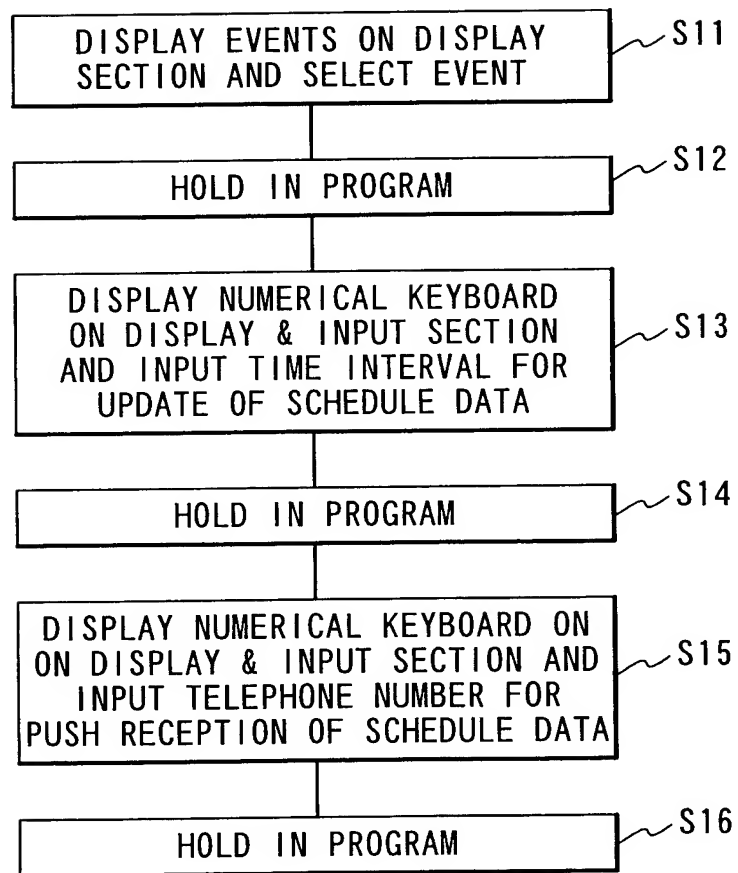 DISPLAY EVENTS ON DISPLAY
SECTION AND SELECT EVENT
S11
HOLD IN PROGRAM
S12
DISPLAY NUMERICAL KEYBOARD
ON DISPLAY & INPUT SECTION
AND INPUT TIME INTERVAL FOR
UPDATE OF SCHEDULE DATA
S13
HOLD IN PROGRAM
S14
DISPLAY NUMERICAL KEYBOARD ON
ON DISPLAY & INPUT SECTION AND
INPUT TELEPHONE NUMBER FOR
PUSH RECEPTION OF SCHEDULE DATA
S15
HOLD IN PROGRAM
S16